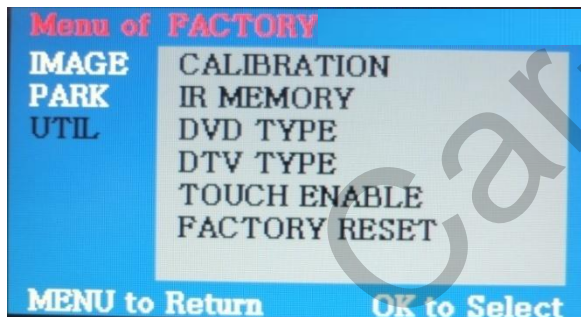 Menu of FACTORY
IMAGE
PARK
UTIL
CALIBRATION
IR MEMORY
DVD TYPE
DTV TYPE
TOUCH ENABLE
FACTORY RESET
MENU to Return
OK to Select